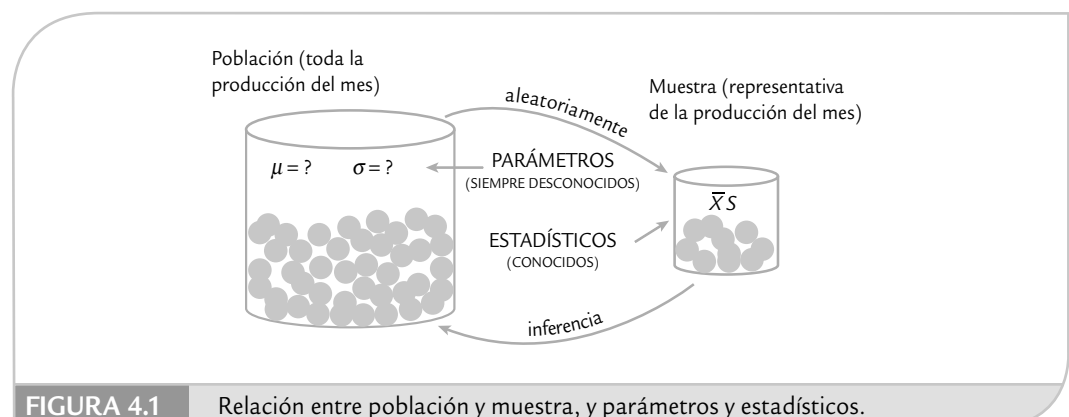 Población (toda la
producción del mes)
aleatoriamente
Muestra (representativa
de la producción del mes)
μ = ? σ = ?
PARÁMETROS
(SIEMPRE DESCONOCIDOS)
X̅ S
ESTADÍSTICOS
(CONOCIDOS)
inferencia
FIGURA 4.1 Relación entre población y muestra, y parámetros y estadísticos.